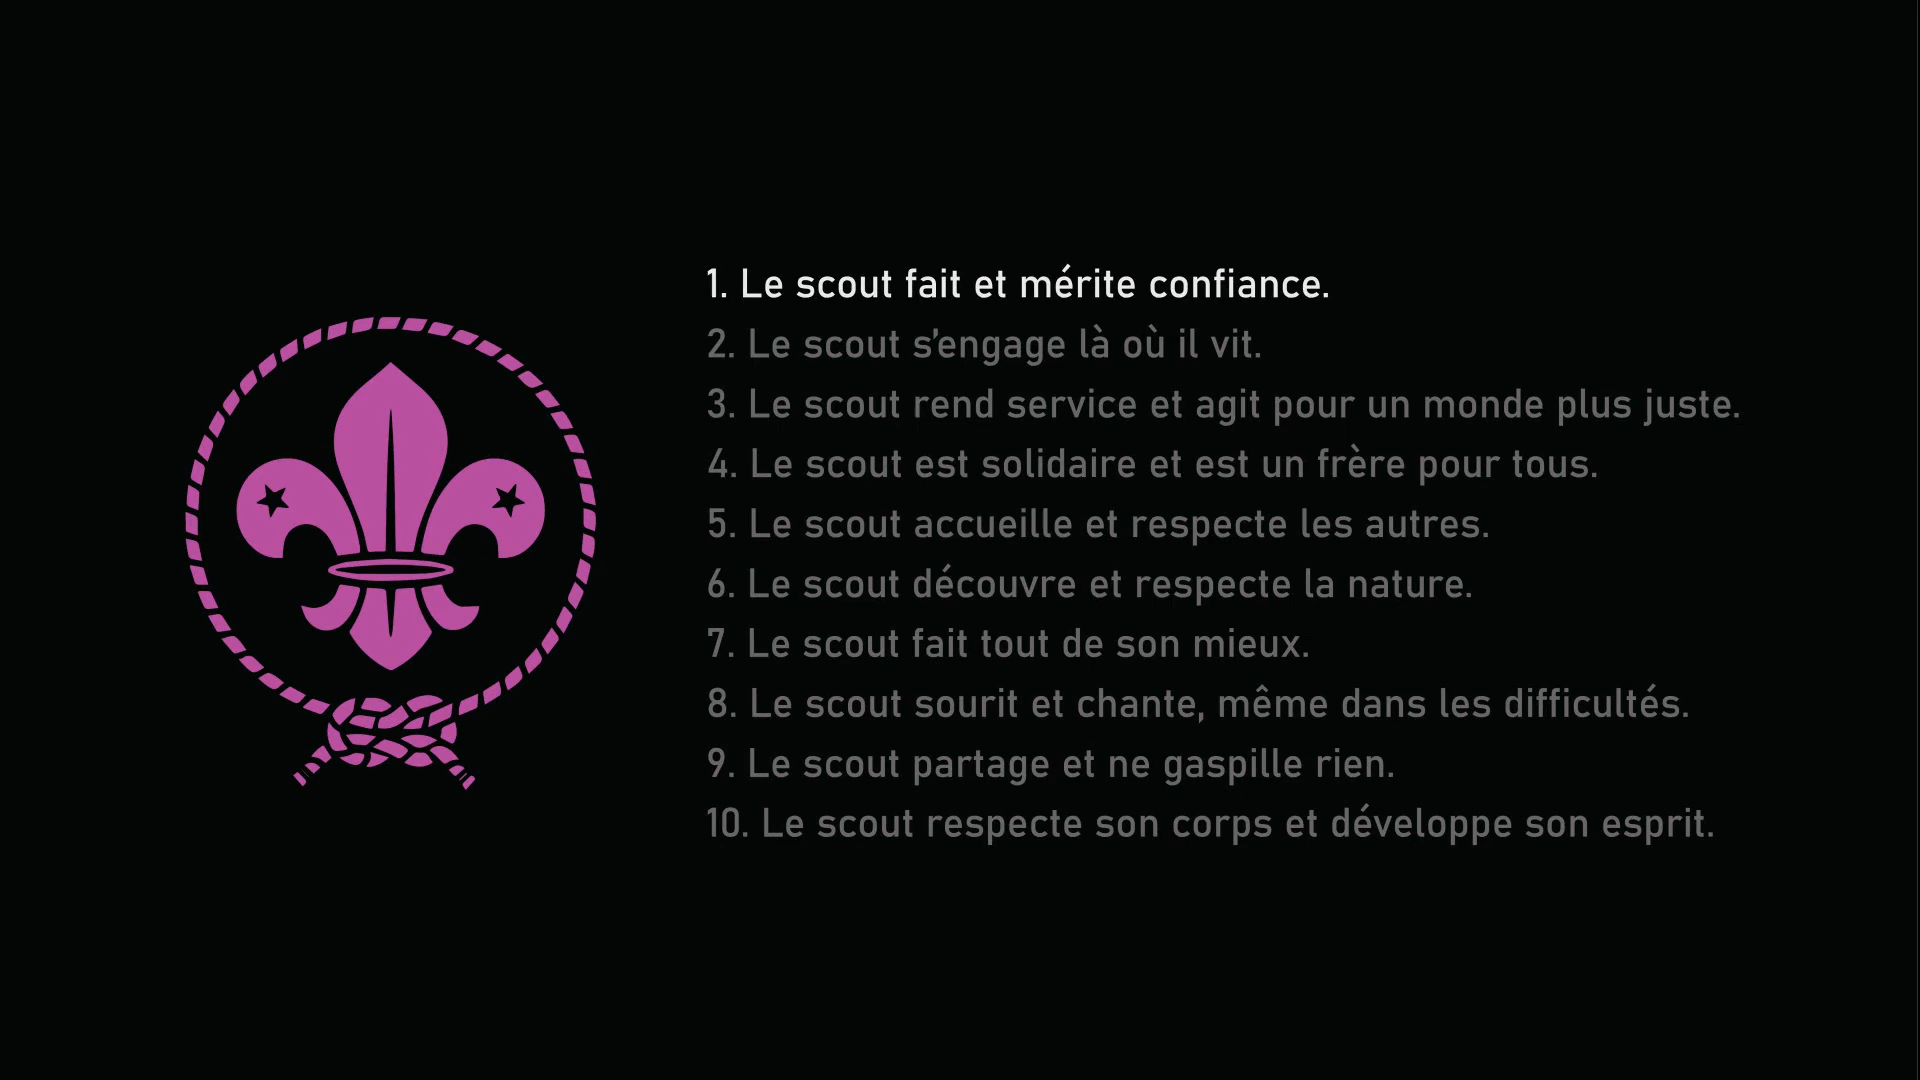 1. Le scout fait et mérite confiance.
2. Le scout s’engage là où il vit.
3. Le scout rend service et agit pour un monde plus juste.
4. Le scout est solidaire et est un frère pour tous.
5. Le scout accueille et respecte les autres.
6. Le scout découvre et respecte la nature.
7. Le scout fait tout de son mieux.
8. Le scout sourit et chante, même dans les difficultés.
9. Le scout partage et ne gaspille rien.
10. Le scout respecte son corps et développe son esprit.